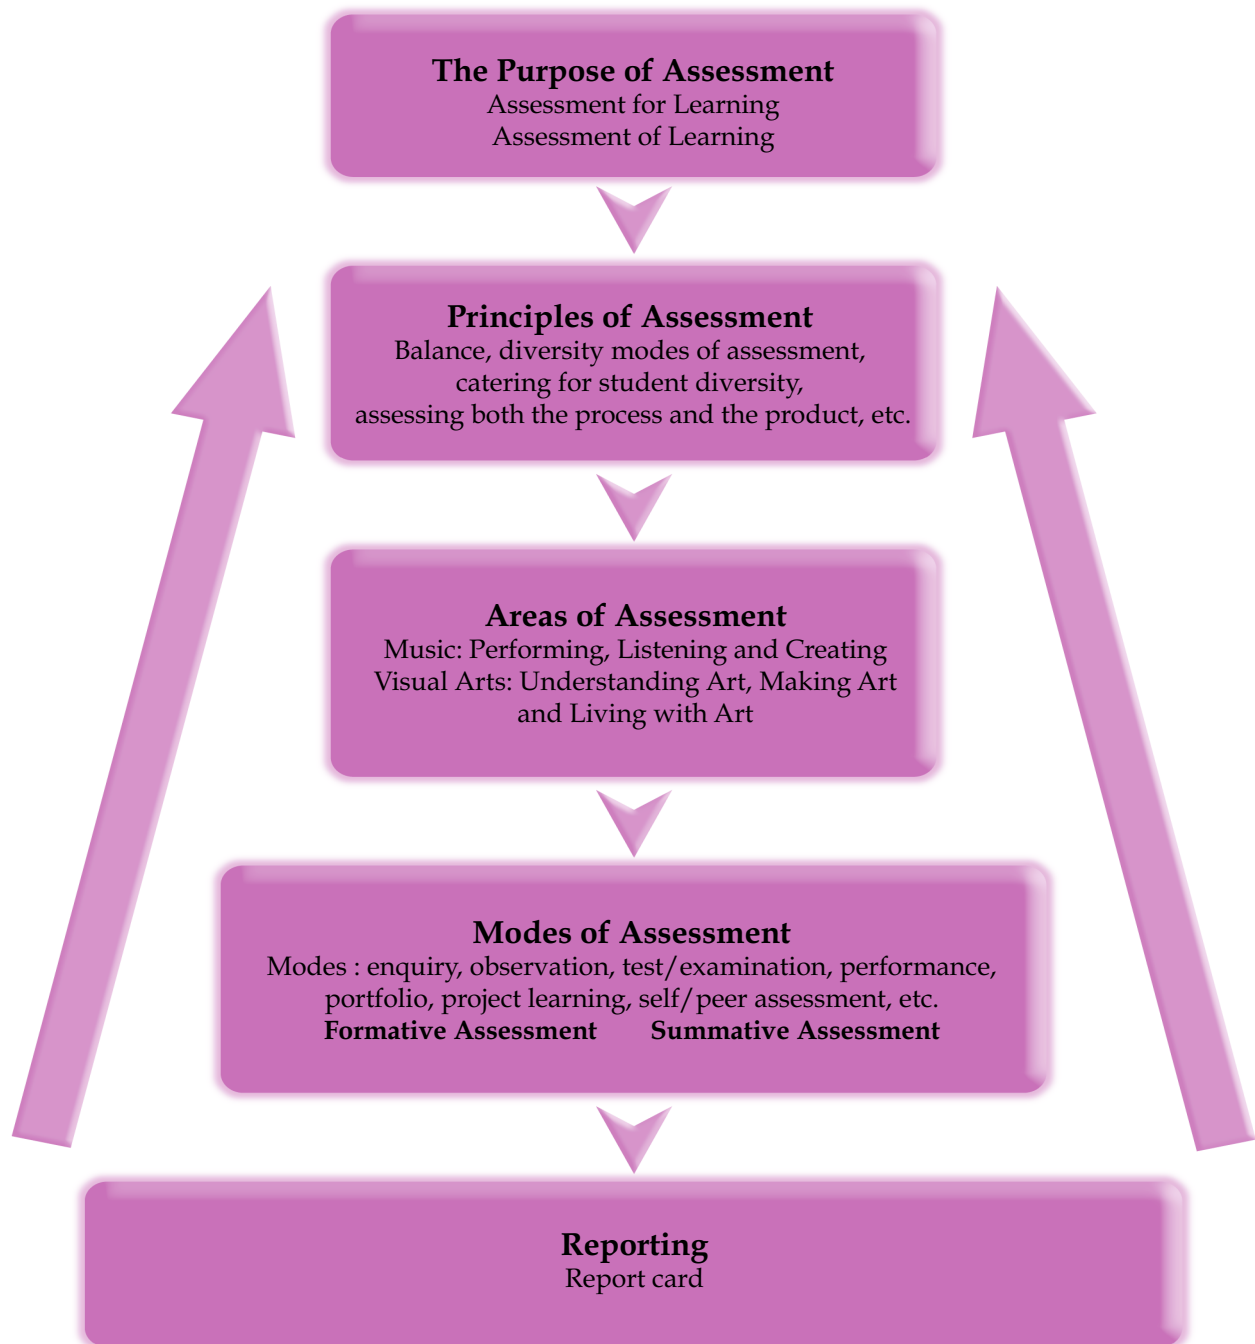 The Purpose of Assessment
Assessment for Learning
Assessment of Learning
Principles of Assessment
Balance, diversity modes of assessment,
catering for student diversity,
assessing both the process and the product, etc.
Areas of Assessment
Music: Performing, Listening and Creating
Visual Arts: Understanding Art, Making Art
and Living with Art
Modes of Assessment
Modes : enquiry, observation, test/examination, performance,
portfolio, project learning, self/peer assessment, etc.
Formative Assessment Summative Assessment
Reporting
Report card